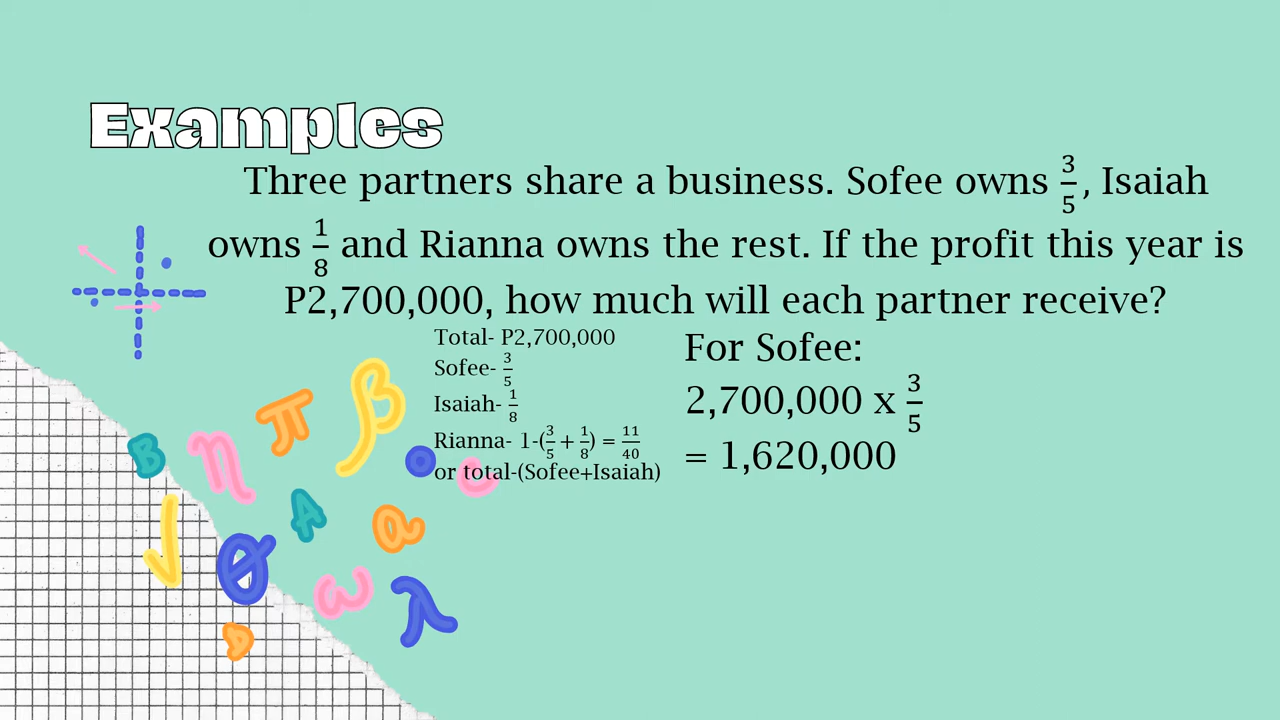 Examples
Three partners share a business. Sofee owns 3/5, Isaiah
owns 1/8 and Rianna owns the rest. If the profit this year is
P2,700,000, how much will each partner receive?
Total- P2,700,000
Sofee- 3/5
Isaiah- 1/8
Rianna- 1-(3/5+1/8) = 11/40
or total-(Sofee+Isaiah)
For Sofee:
2,700,000 x 3/5
= 1,620,000
β
π
B
η
A
a
√
θ
ω
λ
D